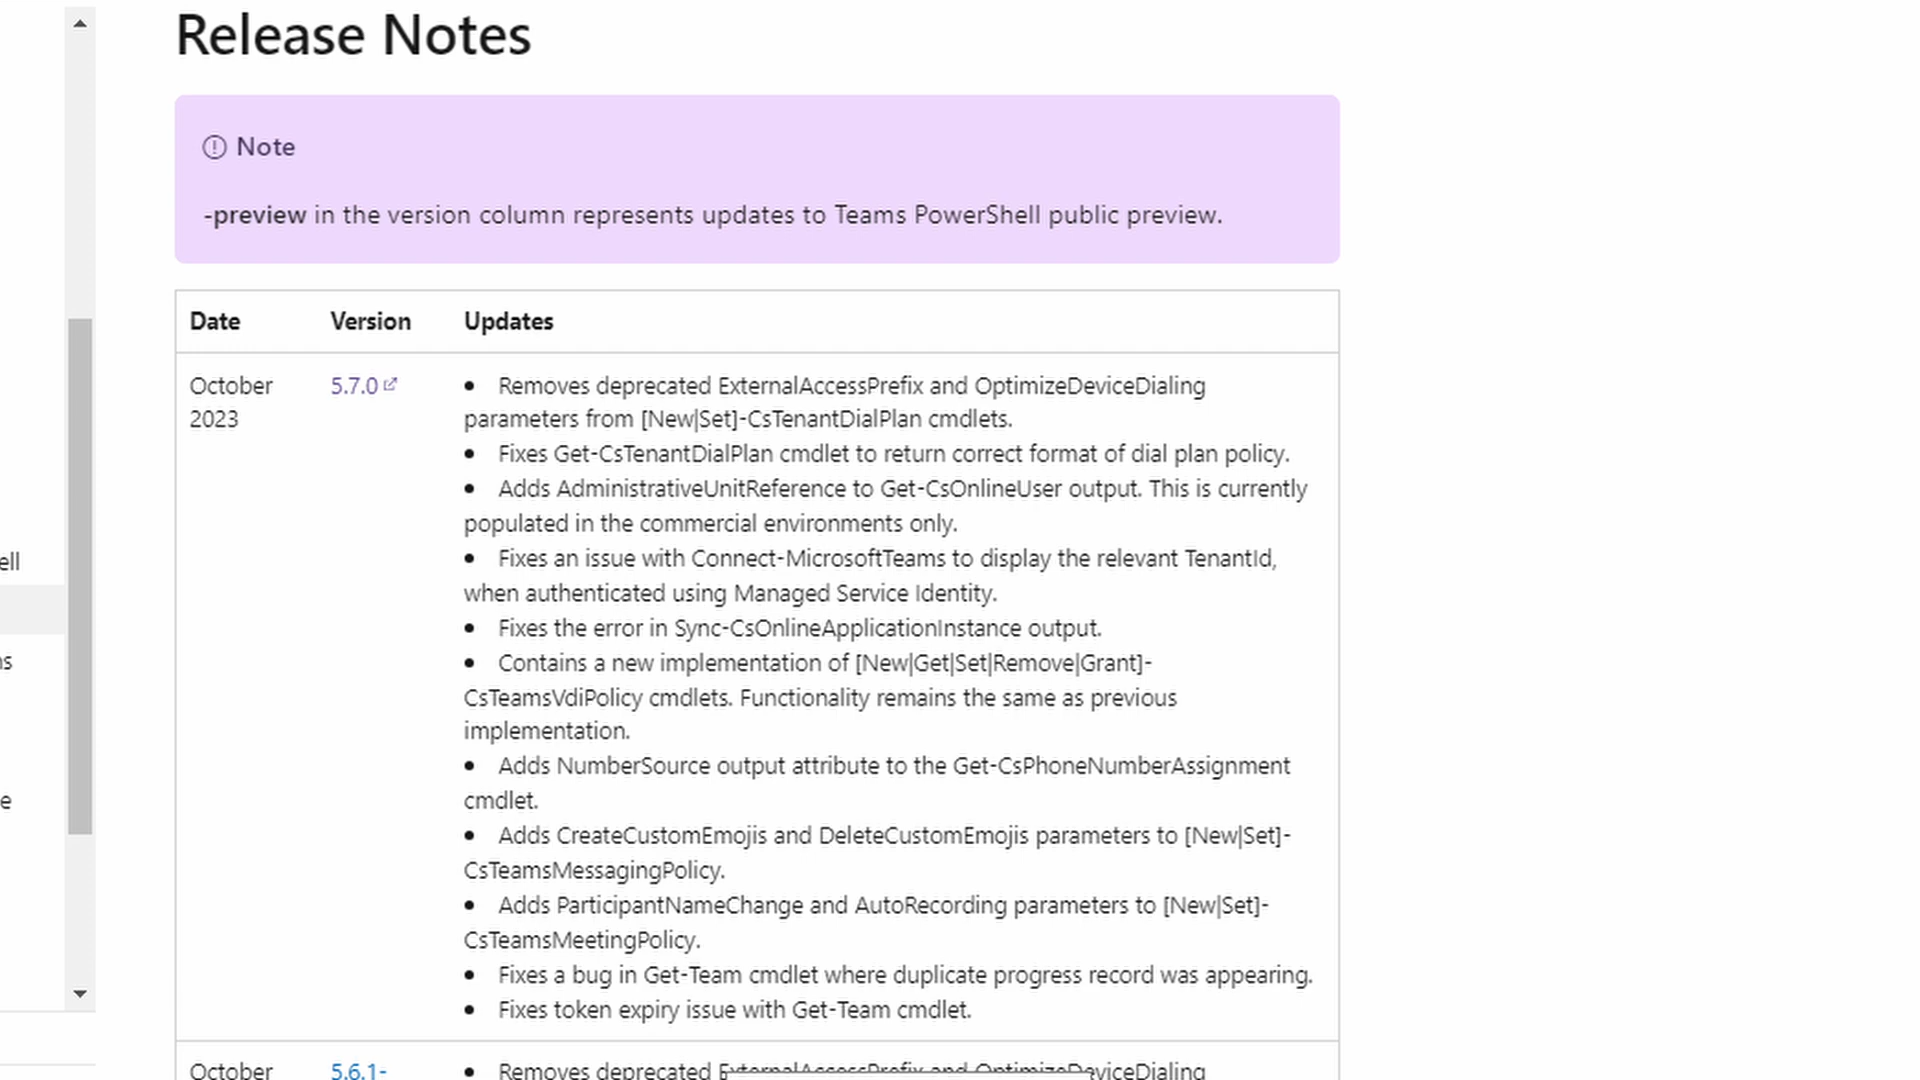 Release Notes
Note
-preview in the version column represents updates to Teams PowerShell public preview.
Date Version Updates
October 2023
5.7.0
• Removes deprecated ExternalAccessPrefix and OptimizeDeviceDialing
parameters from [New|Set]-CsTenantDialPlan cmdlets.
• Fixes Get-CsTenantDialPlan cmdlet to return correct format of dial plan policy.
• Adds AdministrativeUnitReference to Get-CsOnlineUser output. This is currently
populated in the commercial environments only.
• Fixes an issue with Connect-MicrosoftTeams to display the relevant TenantId,
when authenticated using Managed Service Identity.
• Fixes the error in Sync-CsOnlineApplicationInstance output.
• Contains a new implementation of [New|Get|Set|Remove|Grant]-
CsTeamsVdiPolicy cmdlets. Functionality remains the same as previous
implementation.
• Adds NumberSource output attribute to the Get-CsPhoneNumberAssignment
cmdlet.
• Adds CreateCustomEmojis and DeleteCustomEmojis parameters to [New|Set]-
CsTeamsMessagingPolicy.
• Adds ParticipantNameChange and AutoRecording parameters to [New|Set]-
CsTeamsMeetingPolicy.
• Fixes a bug in Get-Team cmdlet where duplicate progress record was appearing.
• Fixes token expiry issue with Get-Team cmdlet.
October 5.6.1- • Removes deprecated ExternalAccessPrefix and OptimizeDeviceDialing
ell
ns
e